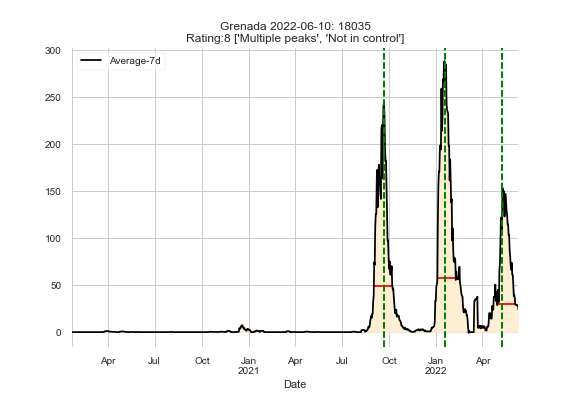 Grenada 2022-06-10: 18035
Rating:8 ['Multiple peaks', 'Not in control']
300
Average-7d
250
200
150
100
50
0
Apr Jul Oct Jan Apr Jul Oct Jan Apr
2021 2022
Date